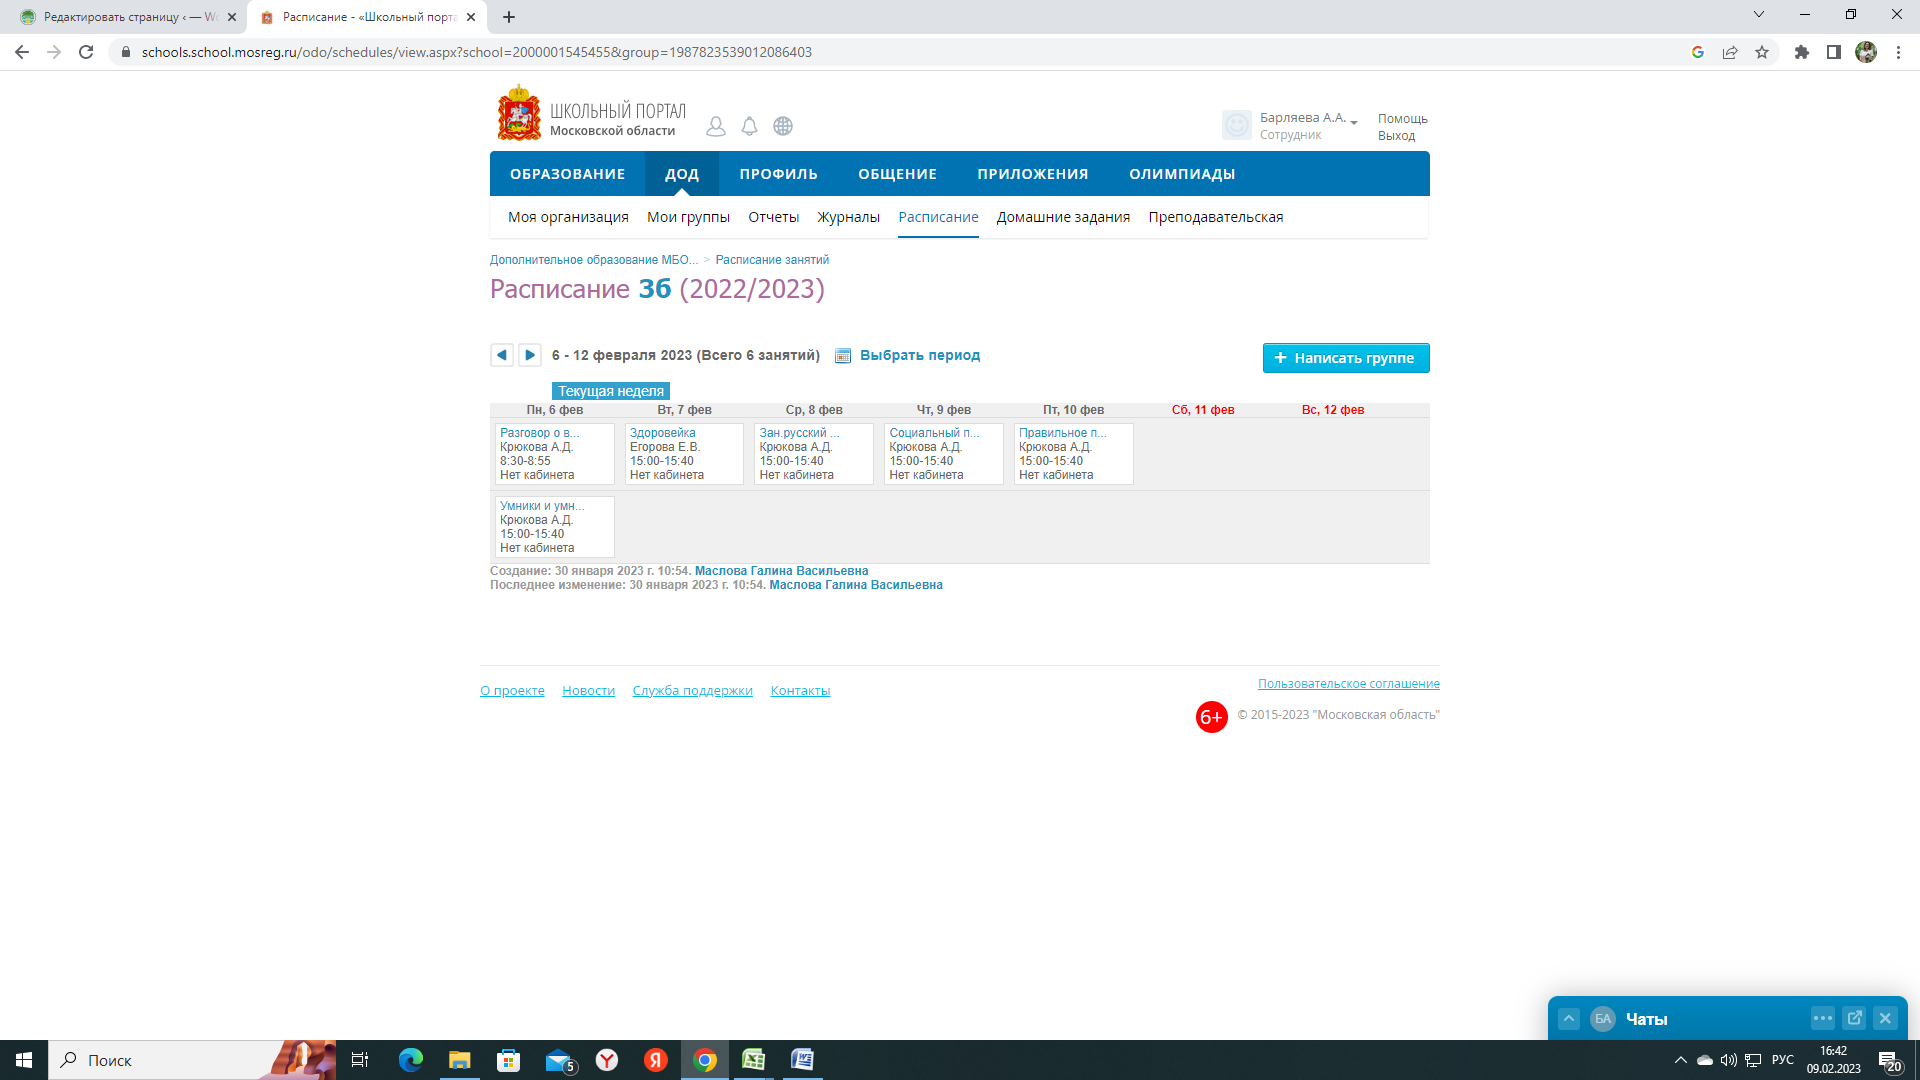 Редактировать страницу ‹ — Wo
Расписание - «Школьный порта
schools.school.mosreg.ru/odo/schedules/view.aspx?school=2000001545455&group=1987823539012086403
ШКОЛЬНЫЙ ПОРТАЛ
Московской области
Барляева А.А.
Сотрудник
Помощь
Выход
ОБРАЗОВАНИЕ ДОД ПРОФИЛЬ ОБЩЕНИЕ ПРИЛОЖЕНИЯ ОЛИМПИАДЫ
Моя организация Мои группы Отчеты Журналы Расписание Домашние задания Преподавательская
Дополнительное образование МБО... > Расписание занятий
Расписание 3б (2022/2023)
6 - 12 февраля 2023 (Всего 6 занятий) Выбрать период
+ Написать группе
Текущая неделя
Пн, 6 фев Вт, 7 фев Ср, 8 фев Чт, 9 фев Пт, 10 фев Сб, 11 фев Вс, 12 фев
Разговор о в... Здоровейка Зан.русский ... Социальный п... Правильное п...
Крюкова А.Д. Егорова Е.В. Крюкова А.Д. Крюкова А.Д. Крюкова А.Д.
8:30-8:55 15:00-15:40 15:00-15:40 15:00-15:40 15:00-15:40
Нет кабинета Нет кабинета Нет кабинета Нет кабинета Нет кабинета
Умники и умн...
Крюкова А.Д.
15:00-15:40
Нет кабинета
Создание: 30 января 2023 г. 10:54. Маслова Галина Васильевна
Последнее изменение: 30 января 2023 г. 10:54. Маслова Галина Васильевна
О проекте Новости Служба поддержки Контакты
Пользовательское соглашение
6+ © 2015-2023 "Московская область"
БА Чаты
Поиск
5
РУС
16:42
09.02.2023
20